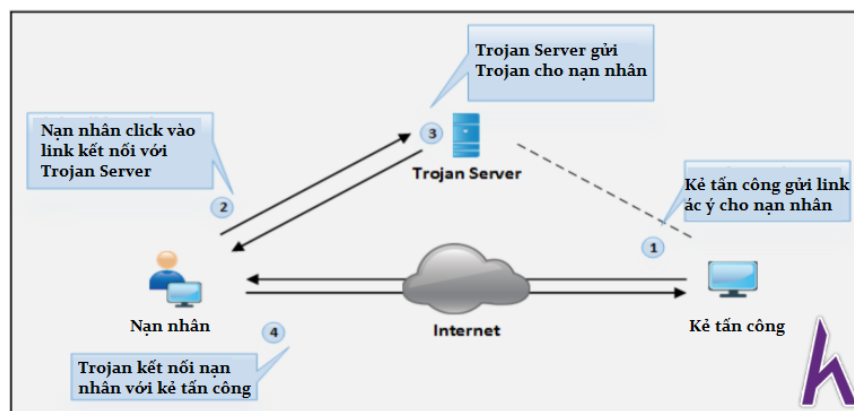 Trojan Server gửi
Trojan cho nạn nhân
Nạn nhân click vào
link kết nối với
Trojan Server
3
Trojan Server
Kẻ tấn công gửi link
ác ý cho nạn nhân
2
1
Nạn nhân
Internet
Kẻ tấn công
4
Trojan kết nối nạn
nhân với kẻ tấn công